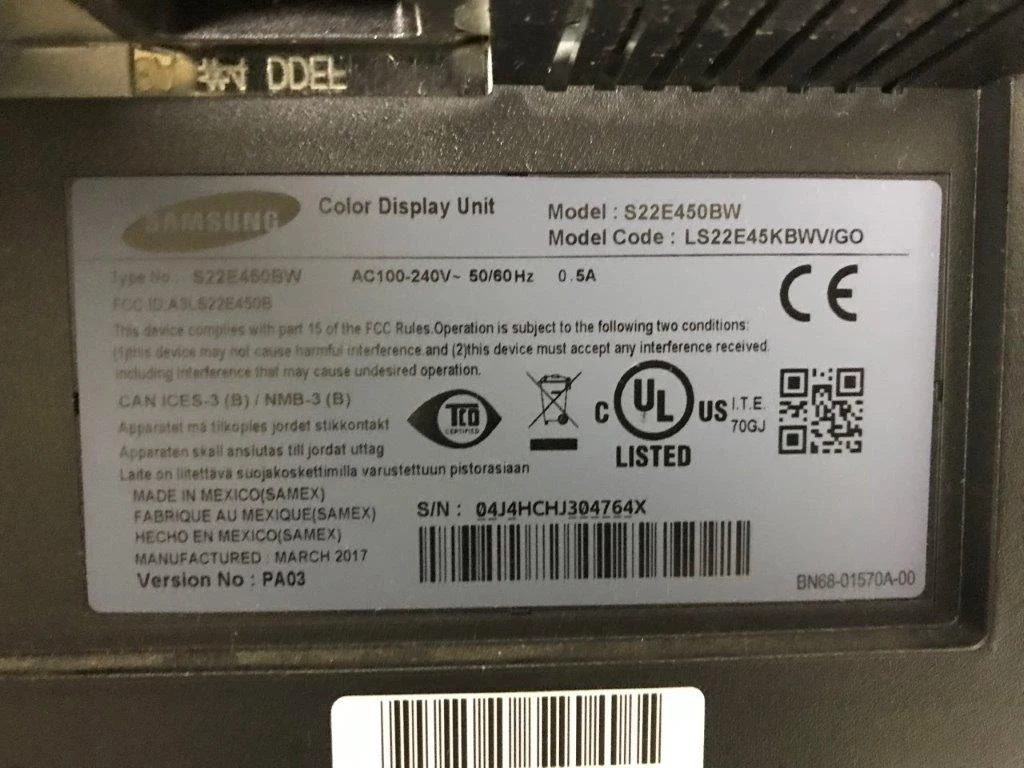 DDEL
SAMSUNG
Color Display Unit
Model : S22E450BW
Model Code : LS22E45KBWV/GO
Type No. S22E450BW AC100-240V~ 50/60Hz 0.5A
FCC ID:A3LS22E450B
This device complies with part 15 of the FCC Rules.Operation is subject to the following two conditions:
(1)this device may not cause harmful interference.and (2)this device must accept any interference received.
including interference that may cause undesired operation.
CAN ICES-3 (B) / NMB-3 (B)
Apparatet må tilkoples jordet stikkontakt
Apparaten skall anslutas till jordat uttag
Laite on liitettävä suojakoskettimilla varustettuun pistorasiaan
TCO
CERTIFIED
C UL US
LISTED
I.T.E.
70GJ
CE
MADE IN MEXICO(SAMEX)
FABRIQUE AU MEXIQUE(SAMEX)
HECHO EN MEXICO(SAMEX)
MANUFACTURED : MARCH 2017
Version No : PA03
S/N : 04J4HCHJ304764X
BN68-01570A-00